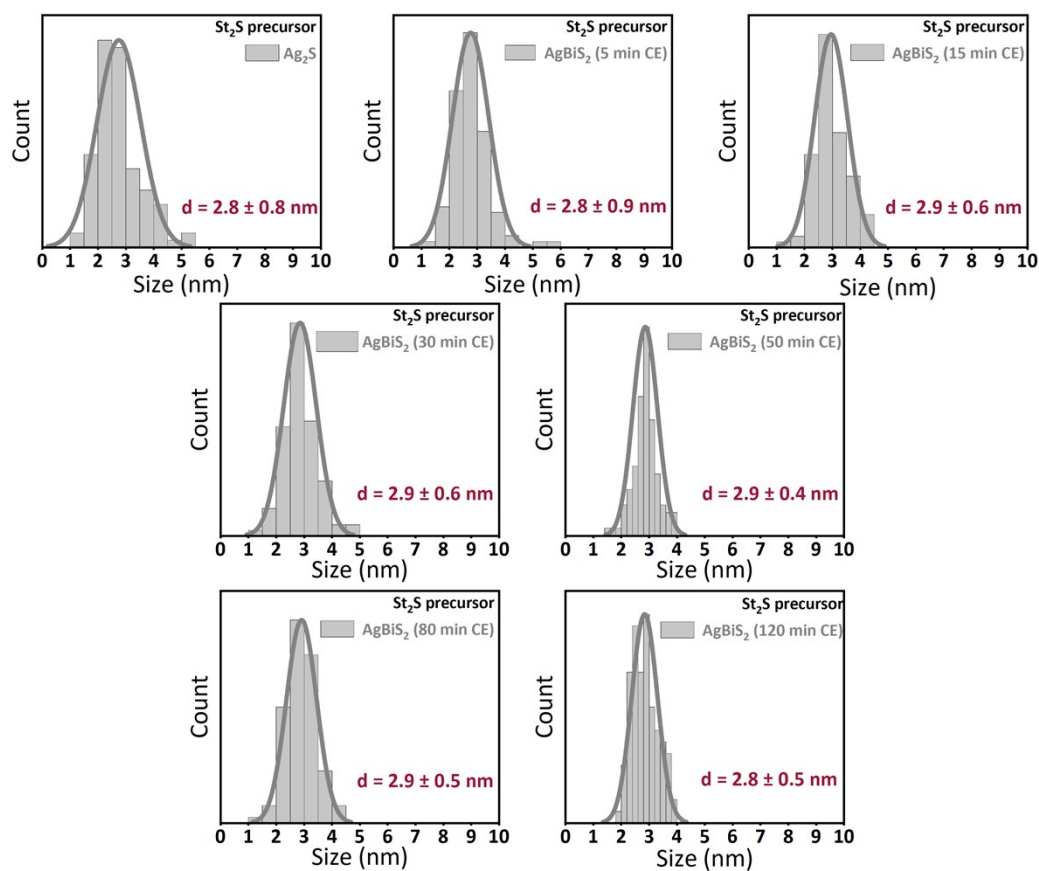 St₂S precursor
Ag₂S
Count
d = 2.8 ± 0.8 nm
0 1 2 3 4 5 6 7 8 9 10
Size (nm)
St₂S precursor
AgBiS₂ (5 min CE)
Count
d = 2.8 ± 0.9 nm
0 1 2 3 4 5 6 7 8 9 10
Size (nm)
St₂S precursor
AgBiS₂ (15 min CE)
Count
d = 2.9 ± 0.6 nm
0 1 2 3 4 5 6 7 8 9 10
Size (nm)
St₂S precursor
AgBiS₂ (30 min CE)
Count
d = 2.9 ± 0.6 nm
0 1 2 3 4 5 6 7 8 9 10
Size (nm)
St₂S precursor
AgBiS₂ (50 min CE)
Count
d = 2.9 ± 0.4 nm
0 1 2 3 4 5 6 7 8 9 10
Size (nm)
St₂S precursor
AgBiS₂ (80 min CE)
Count
d = 2.9 ± 0.5 nm
0 1 2 3 4 5 6 7 8 9 10
Size (nm)
St₂S precursor
AgBiS₂ (120 min CE)
Count
d = 2.8 ± 0.5 nm
0 1 2 3 4 5 6 7 8 9 10
Size (nm)